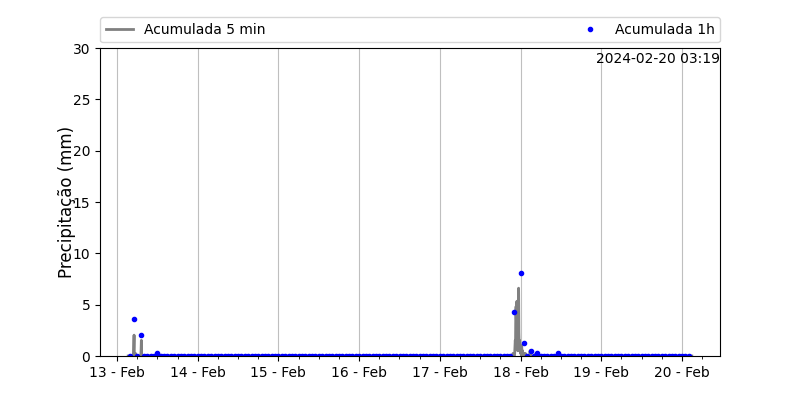 Acumulada 5 min
Acumulada 1h
2024-02-20 03:19
Precipitação (mm)
30
25
20
15
10
5
0
13 - Feb
14 - Feb
15 - Feb
16 - Feb
17 - Feb
18 - Feb
19 - Feb
20 - Feb